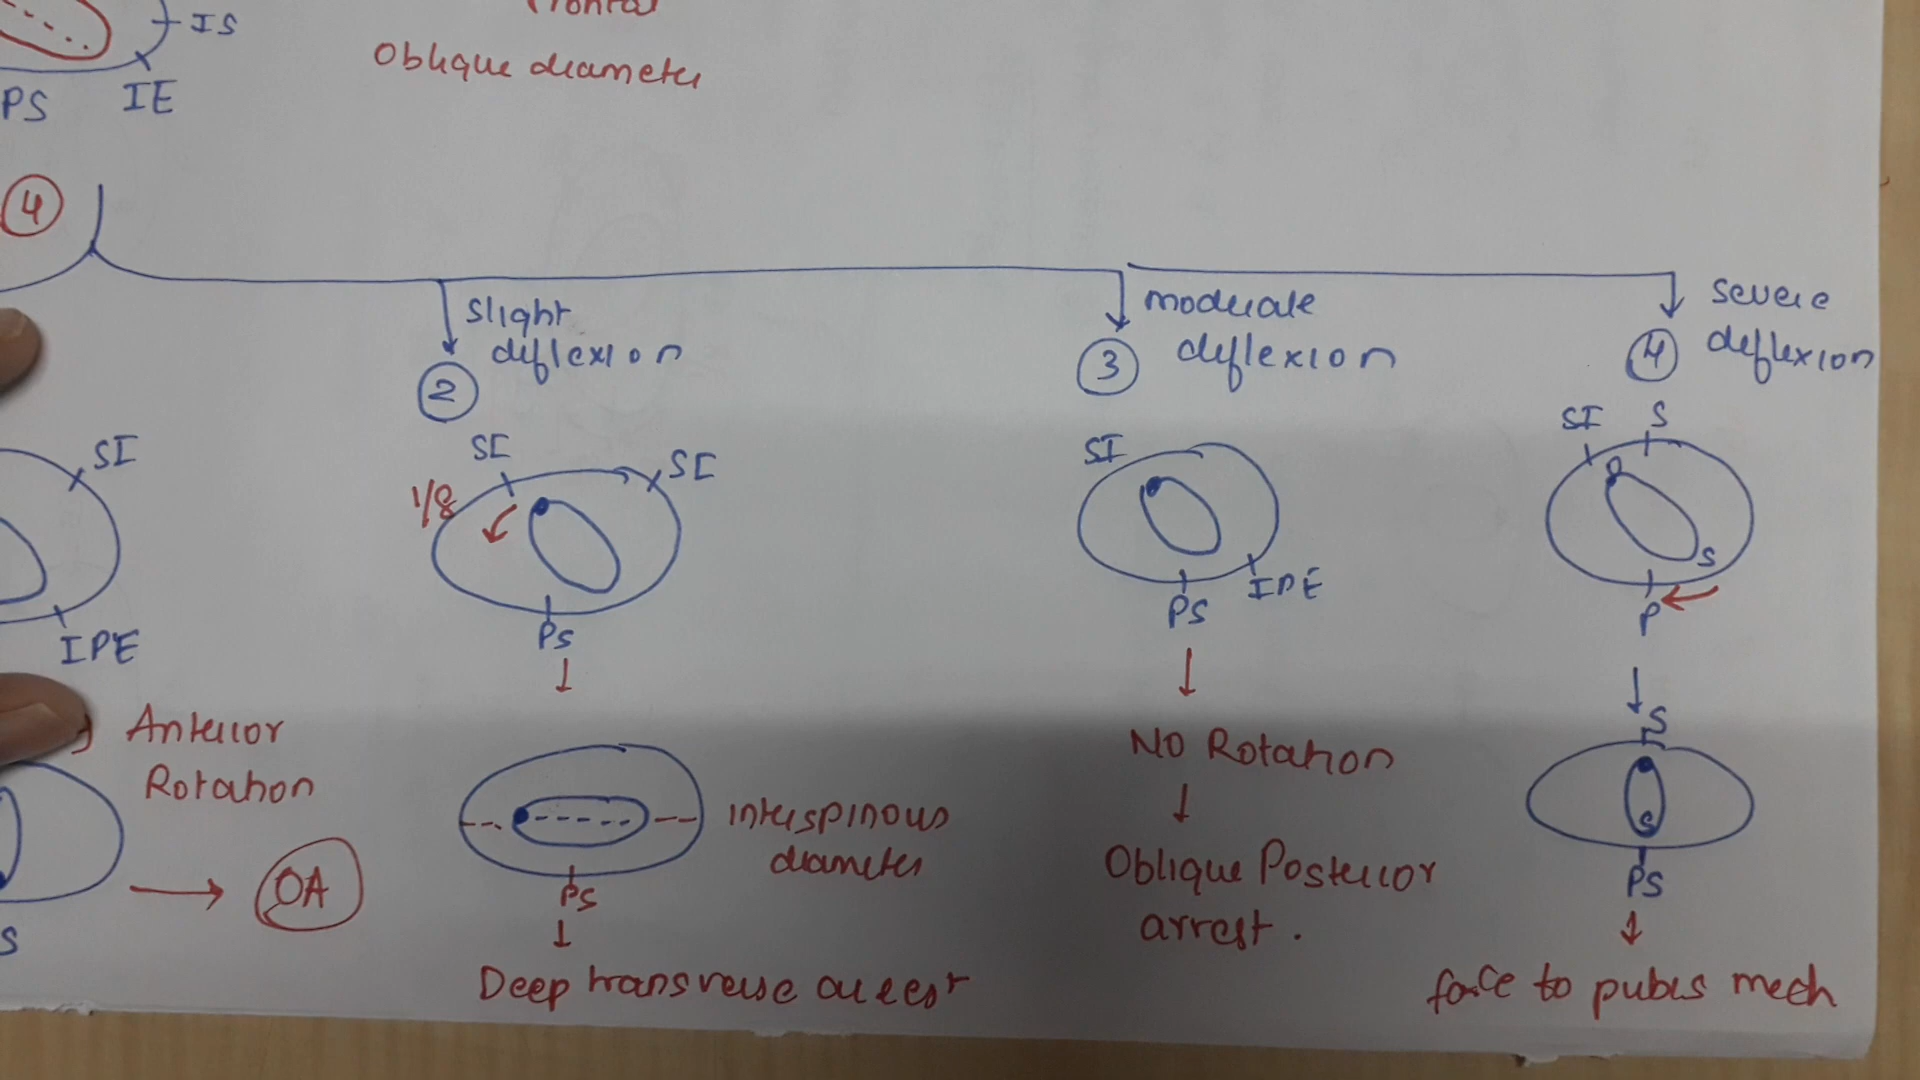 IS
Oblique diameter
PS
IE
4
slight
deflexion
2
moderate
deflexion
3
severe
deflexion
4
SI
IPE
Anterior
Rotation
OA
S
SI
SI
1/8
PS
Interspinous
diameter
PS
Deep transverse arrest
SI
IPE
PS
NO Rotation
Oblique Posterior
arrest.
SI
S
S
P
S
S
PS
face to pubis mech